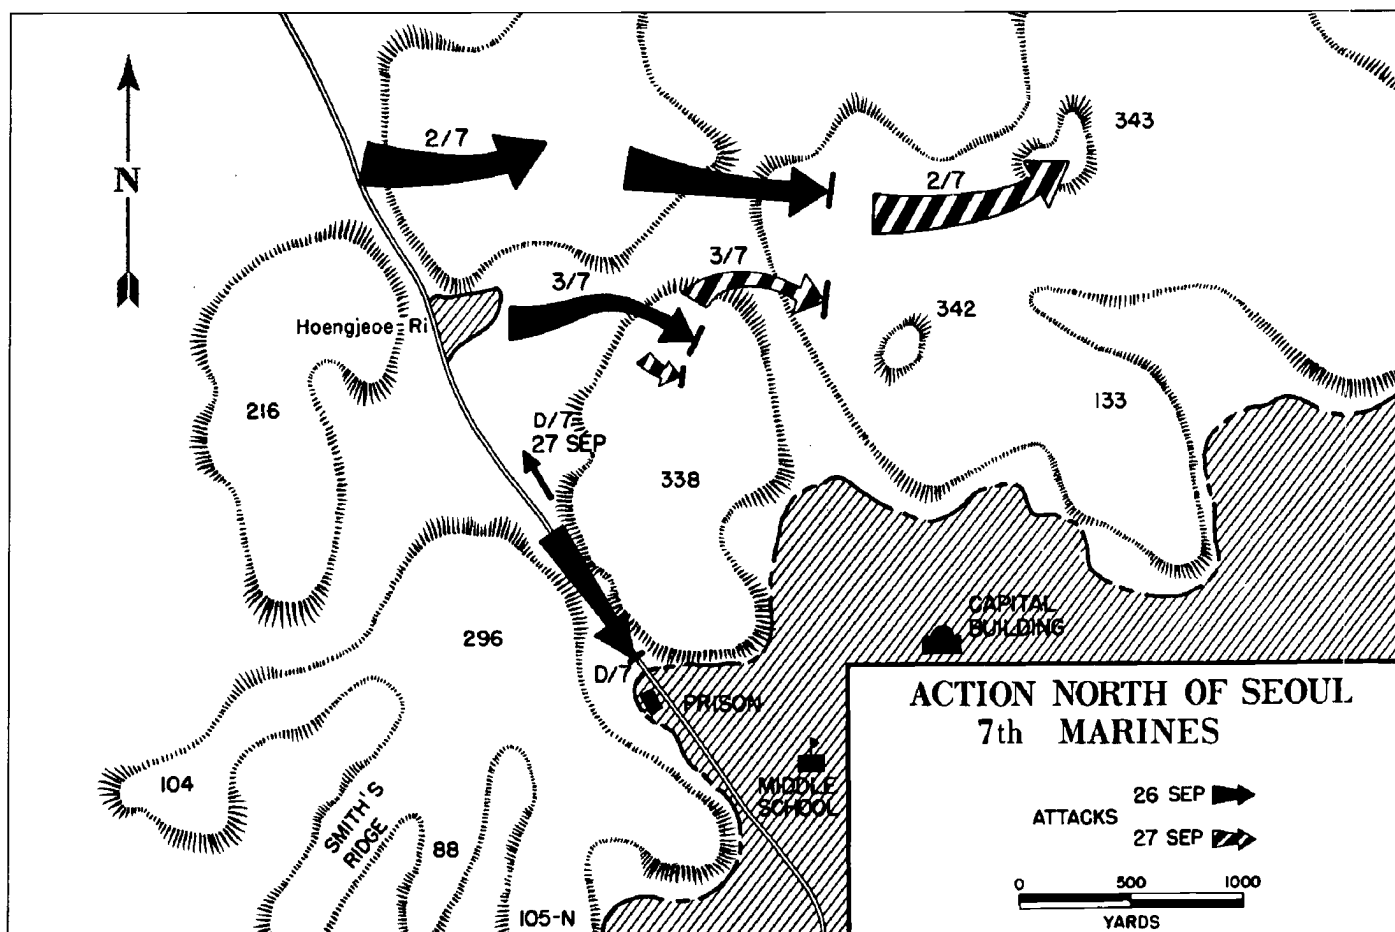 N
2/7
2/7
343
3/7
3/7
Hoengjeoe-Ri
342
216
133
D/7
27 SEP
338
296
CAPITAL
BUILDING
D/7
PRISON
104
MIDDLE
SCHOOL
SMITH'S
RIDGE
88
105-N
ACTION NORTH OF SEOUL
7th MARINES
ATTACKS
26 SEP
27 SEP
0 500 1000
YARDS